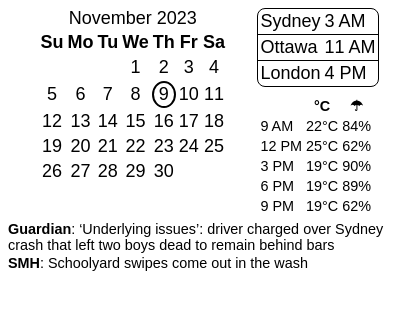 November 2023
Su Mo Tu We Th Fr Sa
1 2 3 4
5 6 7 8 9 10 11
12 13 14 15 16 17 18
19 20 21 22 23 24 25
26 27 28 29 30
Sydney 3 AM
Ottawa 11 AM
London 4 PM
°C ☂
9 AM 22°C 84%
12 PM 25°C 62%
3 PM 19°C 90%
6 PM 19°C 89%
9 PM 19°C 62%
Guardian: ‘Underlying issues’: driver charged over Sydney
crash that left two boys dead to remain behind bars
SMH: Schoolyard swipes come out in the wash